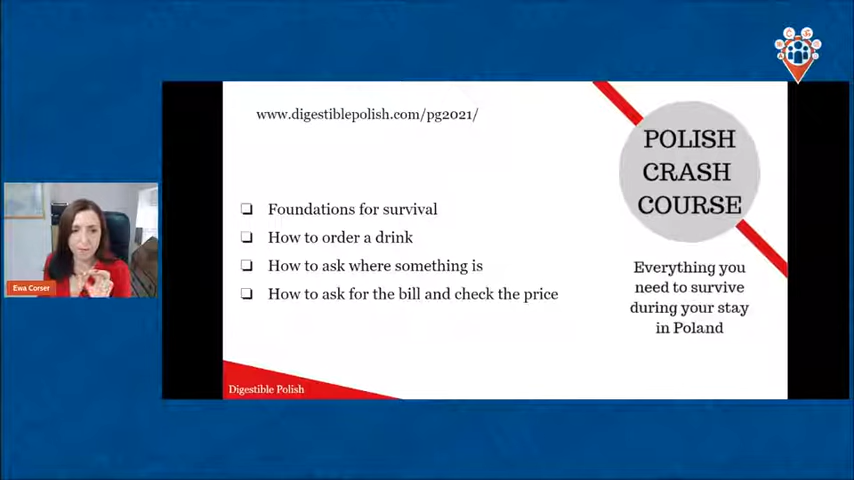 www.digestiblepolish.com/pg2021/
POLISH
CRASH
COURSE
❏ Foundations for survival
❏ How to order a drink
❏ How to ask where something is
❏ How to ask for the bill and check the price
Everything you
need to survive
during your stay
in Poland
Ewa Corser
Digestible Polish